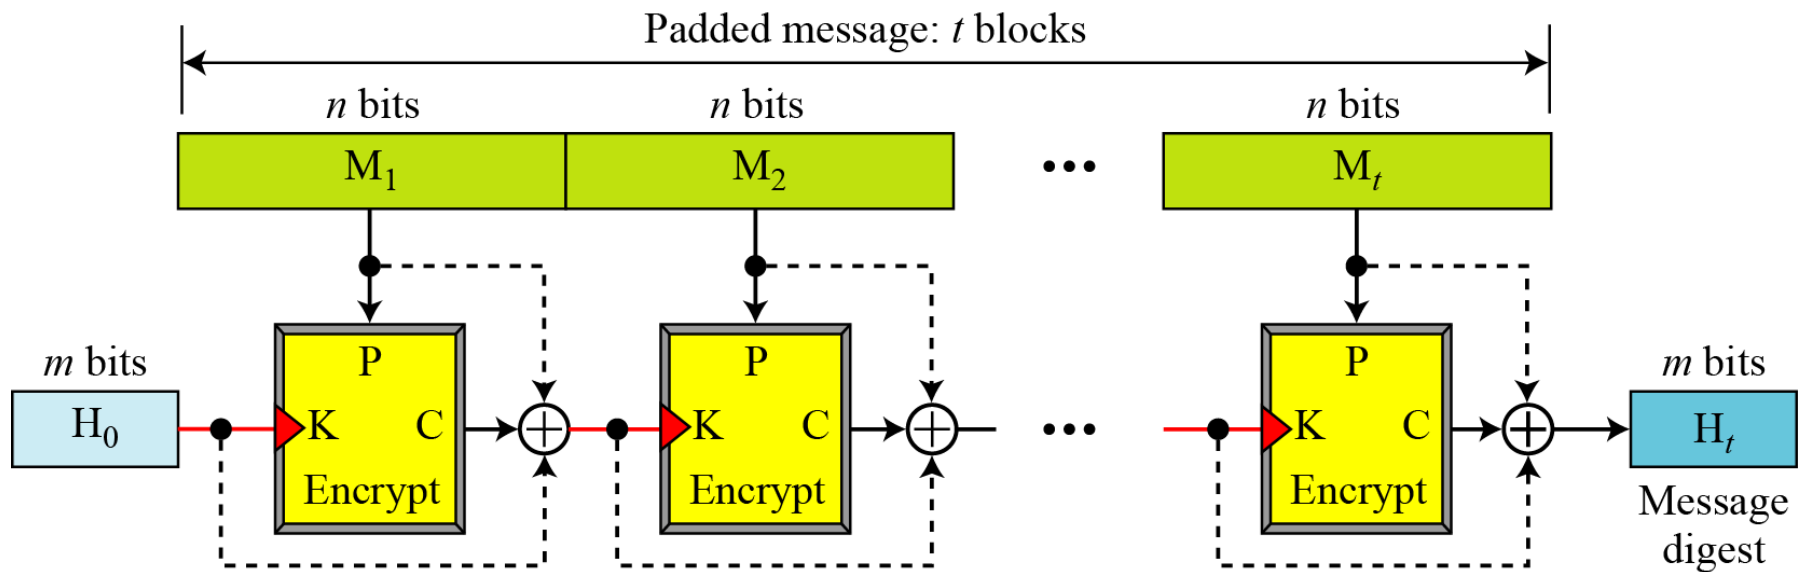 Padded message: t blocks
n bits n bits n bits
M₁ M₂ ••• Mₜ
P P P
m bits m bits
H₀ K C K C ••• K C Hₜ
Encrypt Encrypt Encrypt
Message
digest